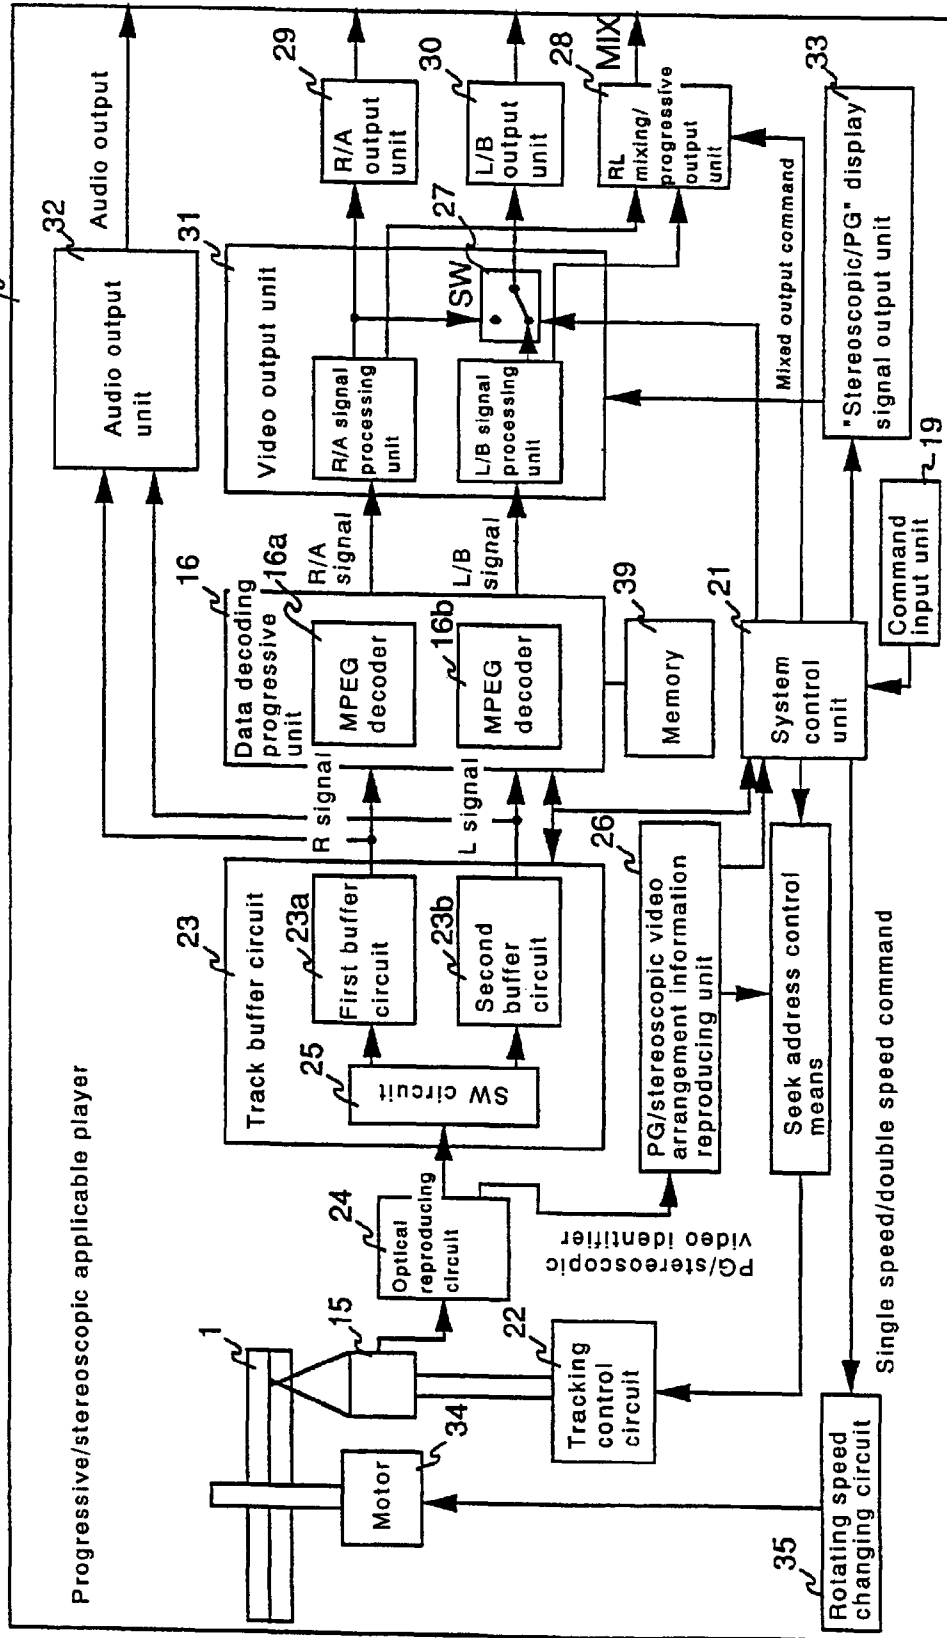 Progressive/stereoscopic applicable player
1
15
34
Motor
22
Tracking
control
circuit
35
Rotating speed
changing circuit
Single speed/double speed command
24
Optical
reproducing
circuit
PG/stereoscopic
video identifier
23
Track buffer circuit
25
SW circuit
23a
First buffer
circuit
23b
Second
buffer
circuit
26
PG/stereoscopic video
arrangement information
reproducing unit
Seek address control
means
R signal
L signal
16
Data decoding
progressive
unit
16a
MPEG
decoder
16b
MPEG
decoder
39
Memory
21
System
control
unit
19
Command
input unit
R/A
signal
L/B
signal
31
Video output unit
R/A signal
processing
unit
L/B signal
processing
unit
SW
27
32
Audio output
unit
Audio output
29
R/A
output
unit
30
L/B
output
unit
28
RL
mixing/
progressive
output
unit
MIX
Mixed output command
33
"Stereoscopic/PG" display
signal output unit